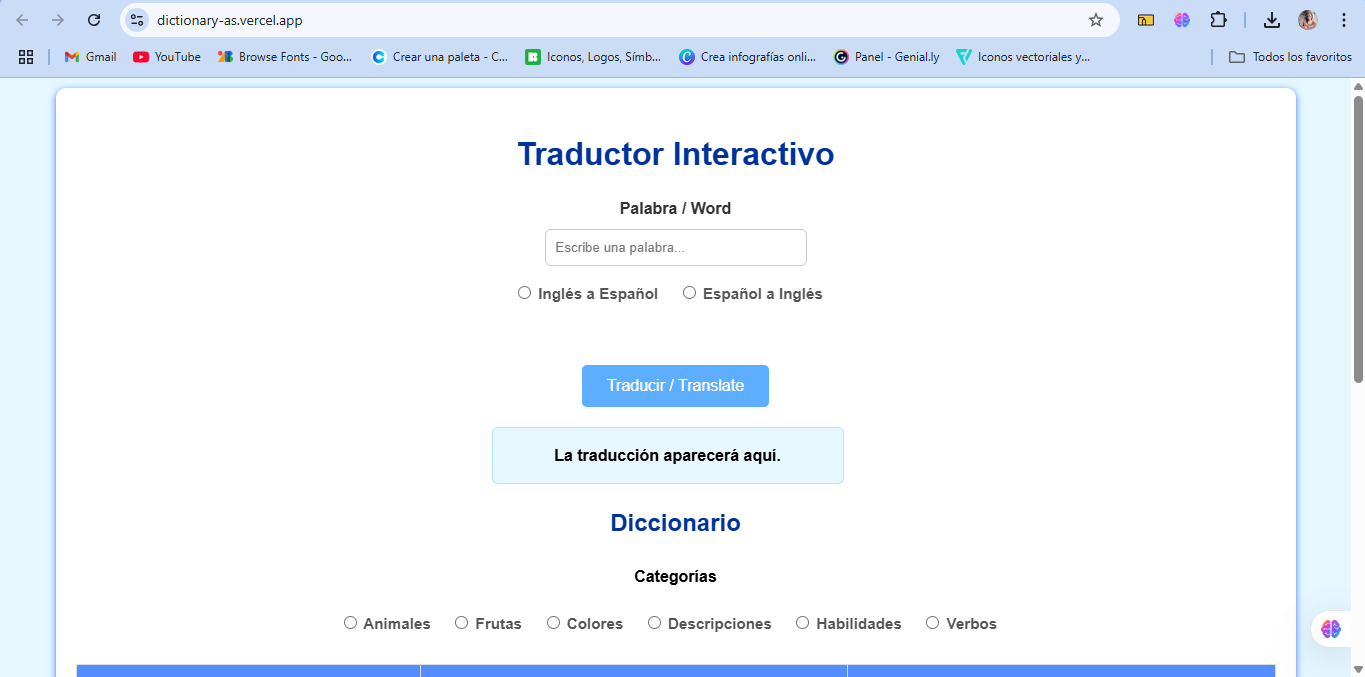 dictionary-as.vercel.app
Gmail YouTube Browse Fonts - Goo... Crear una paleta - C... Iconos, Logos, Símb... Crea infografías onli... Panel - Genial.ly Iconos vectoriales y... Todos los favoritos
Traductor Interactivo
Palabra / Word
Escribe una palabra...
Inglés a Español Español a Inglés
Traducir / Translate
La traducción aparecerá aquí.
Diccionario
Categorías
Animales Frutas Colores Descripciones Habilidades Verbos